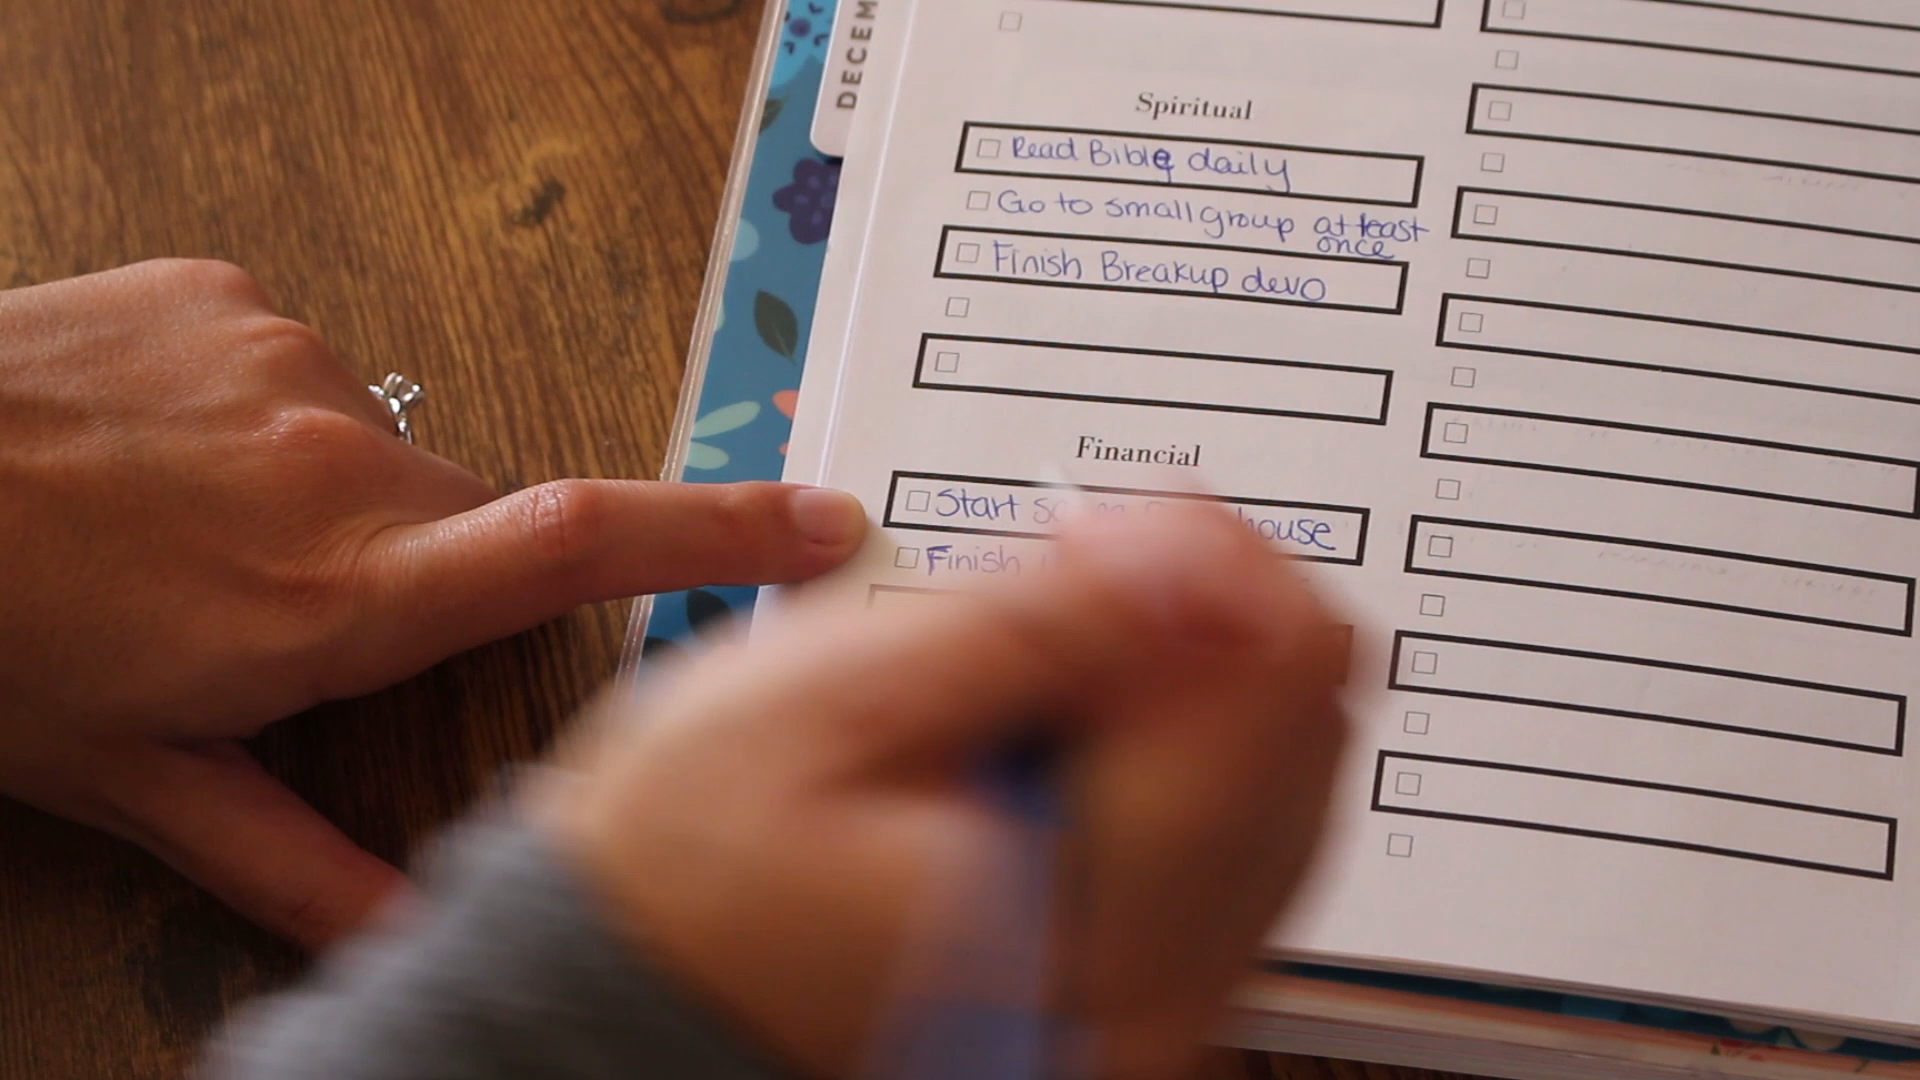 DECEM
Spiritual
Read Bible daily
Go to small group at least
once
Finish Breakup devo
Financial
Start house
Finish